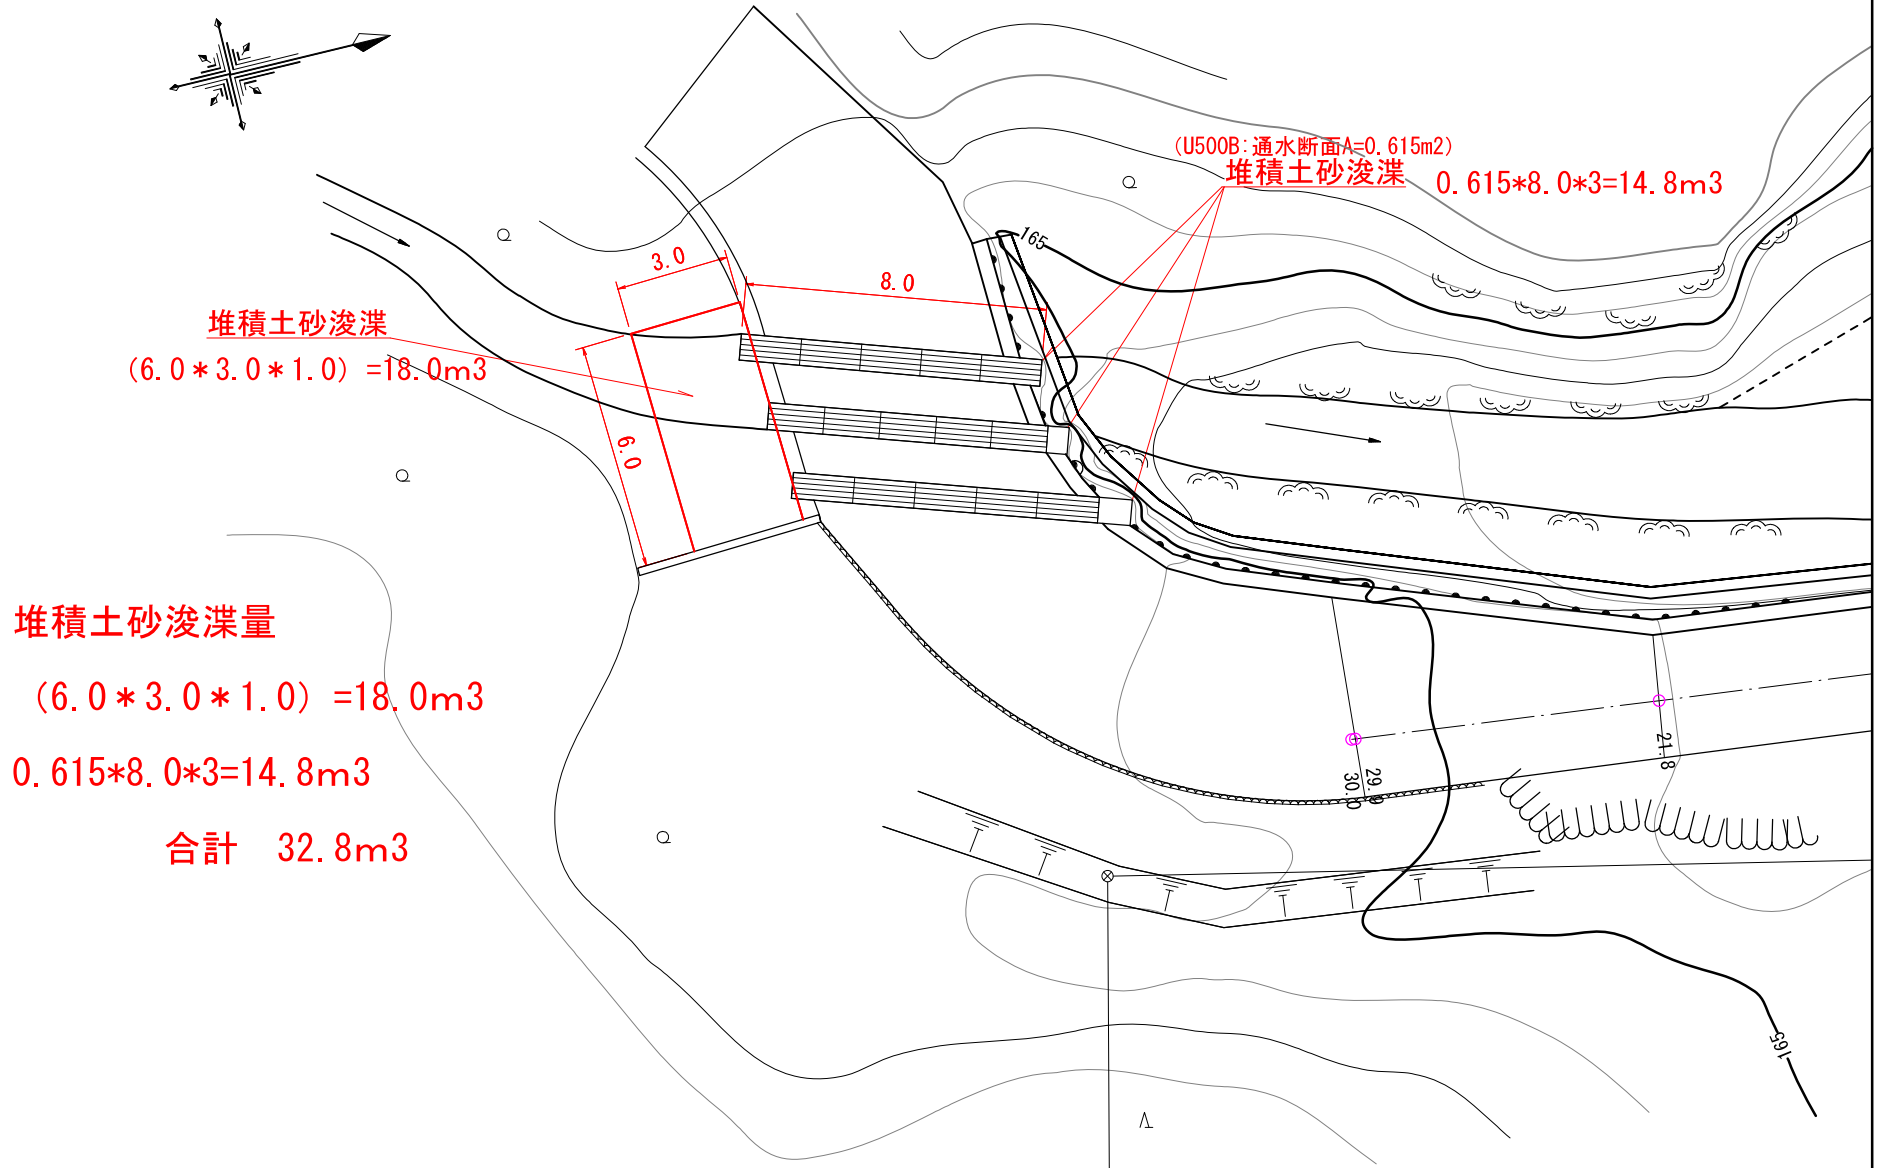 (U500B:通水断面A=0.615m2)
堆積土砂浚渫 0.615*8.0*3=14.8m3
165
3.0
8.0
堆積土砂浚渫
(6.0*3.0*1.0) =18.0m3
6.0
堆積土砂浚渫量
(6.0*3.0*1.0) =18.0m3
0.615*8.0*3=14.8m3
合計 32.8m3
21.8
29.9
30.0
165